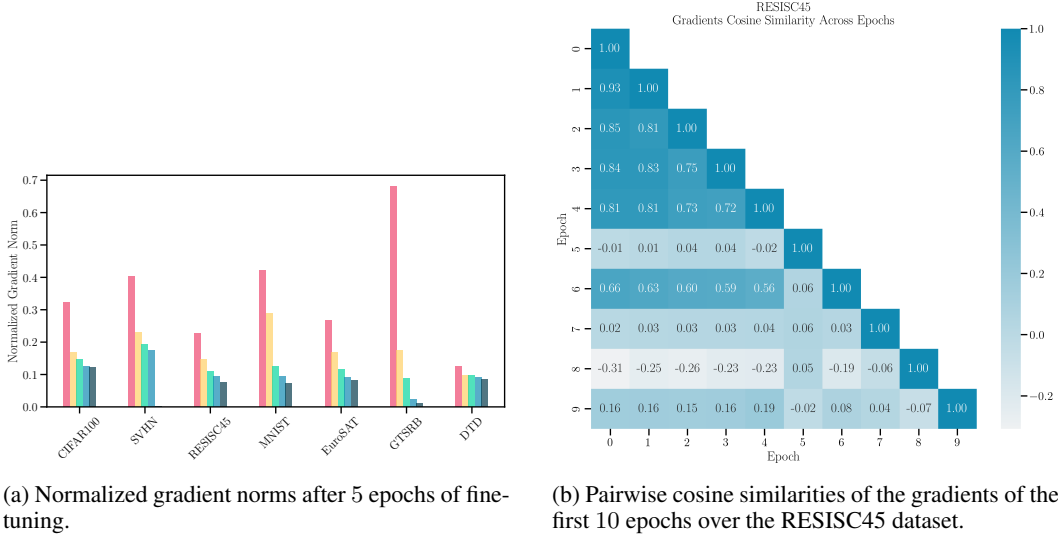 0.7
0.6
0.5
0.4
0.3
0.2
0.1
0.0
Normalized Gradient Norm
CIFAR100
SVHN
RESISC45
MNIST
EuroSAT
GTSRB
DTD
(a) Normalized gradient norms after 5 epochs of fine-
tuning.
RESISC45
Gradients Cosine Similarity Across Epochs
Epoch
0 1.00
1 0.93 1.00
2 0.85 0.81 1.00
3 0.84 0.83 0.75 1.00
4 0.81 0.81 0.73 0.72 1.00
5 -0.01 0.01 0.04 0.04 -0.02 1.00
6 0.66 0.63 0.60 0.59 0.56 0.06 1.00
7 0.02 0.03 0.03 0.03 0.04 0.06 0.03 1.00
8 -0.31 -0.25 -0.26 -0.23 -0.23 0.05 -0.19 -0.06 1.00
9 0.16 0.16 0.15 0.16 0.19 -0.02 0.08 0.04 -0.07 1.00
0 1 2 3 4 5 6 7 8 9
Epoch
1.0
0.8
0.6
0.4
0.2
0.0
−0.2
(b) Pairwise cosine similarities of the gradients of the
first 10 epochs over the RESISC45 dataset.